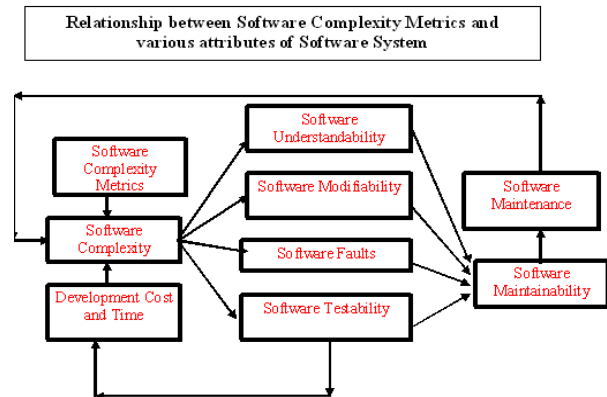 Relationship between Software Complexity Metrics and
various attributes of Software System
Software
Understandability
Software
Complexity
Metrics
Software Modifiability
Software
Maintenance
Software
Complexity
Software Faults
Software
Maintainability
Development Cost
and Time
Software Testability